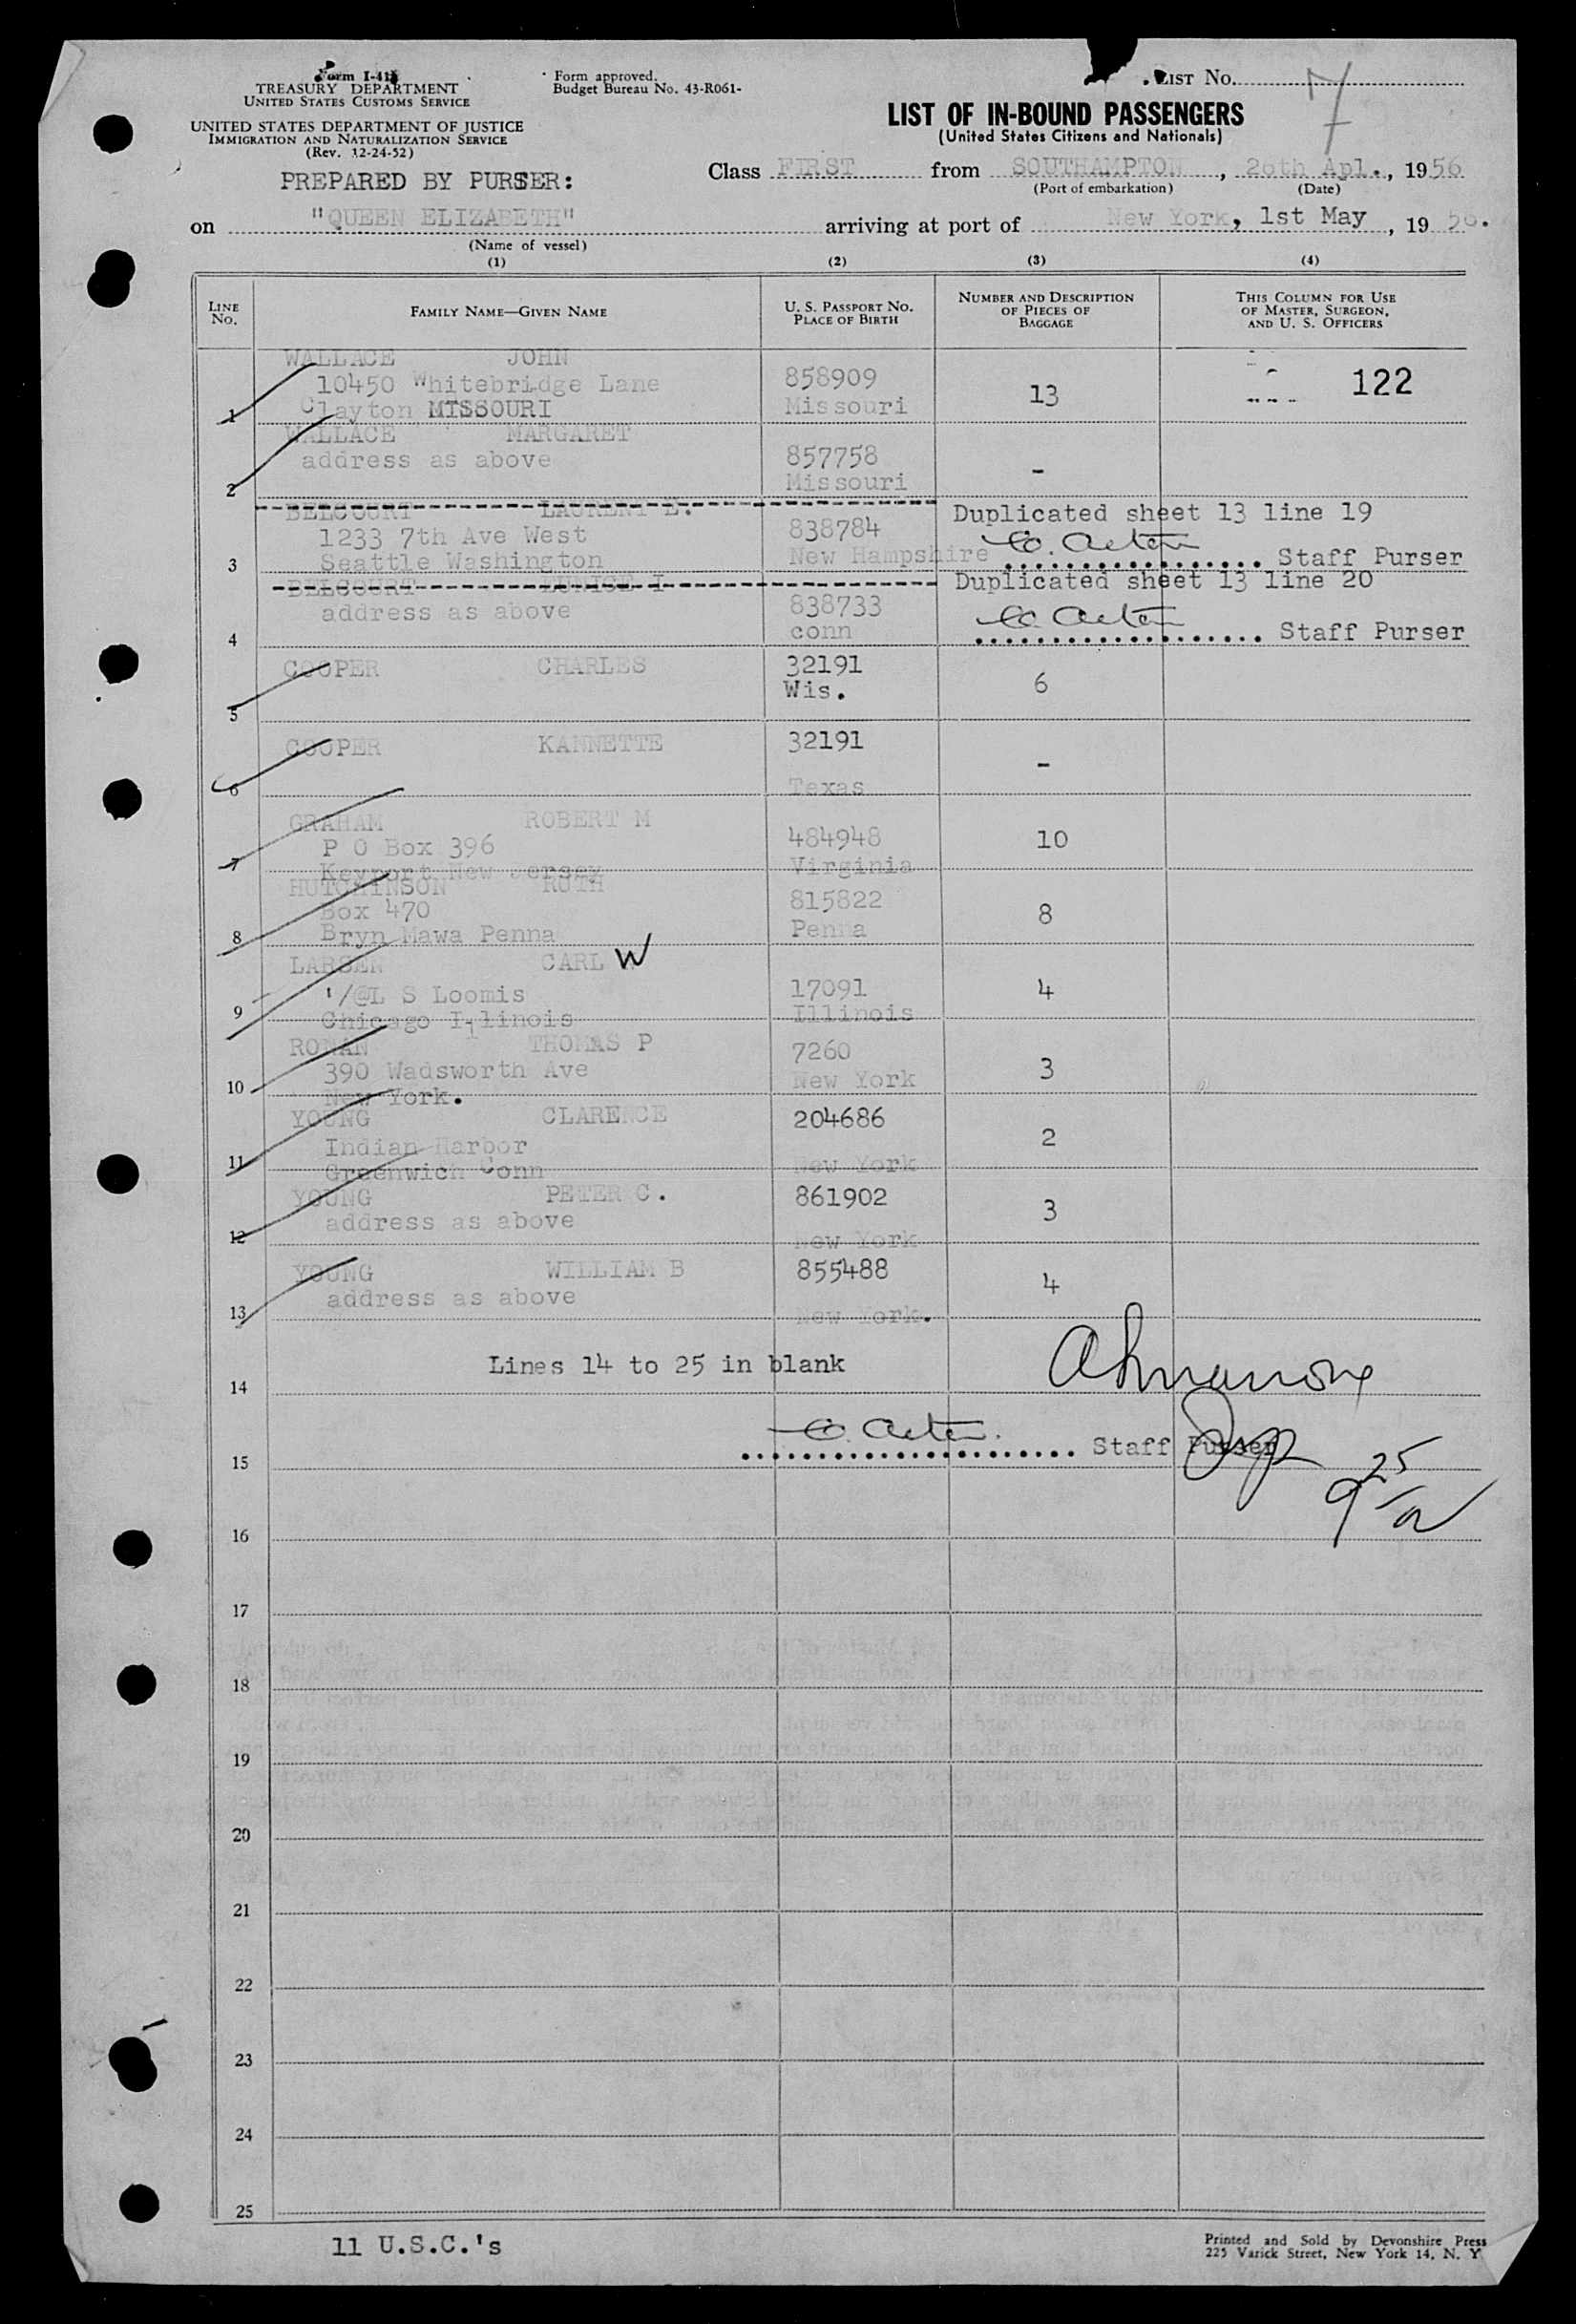 Form I-418
TREASURY DEPARTMENT
UNITED STATES CUSTOMS SERVICE
UNITED STATES DEPARTMENT OF JUSTICE
IMMIGRATION AND NATURALIZATION SERVICE
(Rev. 12-24-52)
Form approved.
Budget Bureau No. 43-R061-
LIST No. 7
LIST OF IN-BOUND PASSENGERS
(United States Citizens and Nationals)
PREPARED BY PURSER:
Class FIRST from SOUTHAMPTON, 26th Apl., 1956
(Port of embarkation) (Date)
on "QUEEN ELIZABETH" arriving at port of New York, 1st May, 1956.
(Name of vessel)
(1) (2) (3) (4)
LINE No. FAMILY NAME—GIVEN NAME U. S. PASSPORT NO. PLACE OF BIRTH NUMBER AND DESCRIPTION OF PIECES OF BAGGAGE THIS COLUMN FOR USE OF MASTER, SURGEON, AND U. S. OFFICERS
WALLACE JOHN
10450 Whitebridge Lane 858909 13 122
1 Clayton MISSOURI Missouri
WALLACE MARGARET
address as above 857758 -
2 Missouri
BELCOURT LAURENT E. Duplicated sheet 13 line 19
1233 7th Ave West 838784
3 Seattle Washington New Hampshire Staff Purser
BELCOURT EUNICE I Duplicated sheet 13 line 20
address as above 838733
4 conn Staff Purser
COOPER CHARLES 32191
Wis. 6
5
COOPER KANNETTE 32191
-
6 Texas
GRAHAM ROBERT M
P O Box 396 484948 10
7 Keyport New Jersey Virginia
HUTCHINSON RUTH 815822
Box 470 8
8 Bryn Mawa Penna Penna
LARSEN CARL W
'/@L S Loomis 17091 4
9 Chicago Illinois Illinois
ROMAN THOMAS P 7260
390 Wadsworth Ave 3
10 New York. New York
YOUNG CLARENCE 204686
Indian Harbor 2
11 Greenwich Conn New York
YOUNG PETER C. 861902
address as above 3
12 New York
YOUNG WILLIAM B 855488
address as above 4
13 New York.
Lines 14 to 25 in blank
14
Staff Purser
15
9 25/a
16
17
18
19
20
21
22
23
24
25
11 U.S.C.'s
Printed and Sold by Devonshire Press
225 Varick Street, New York 14, N. Y